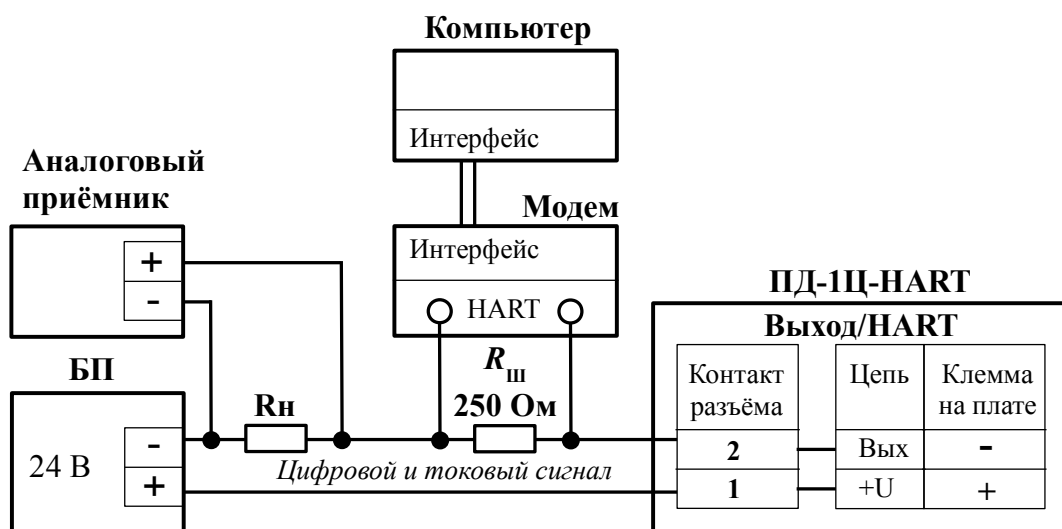 Компьютер
Интерфейс
Аналоговый
приёмник
+
-
Модем
Интерфейс
HART
БП
24 В
-
+
Rн
Rш
250 Ом
Цифровой и токовый сигнал
ПД-1Ц-HART
Выход/HART
Контакт разъёма
Цепь
Клемма на плате
2
Вых
-
1
+U
+